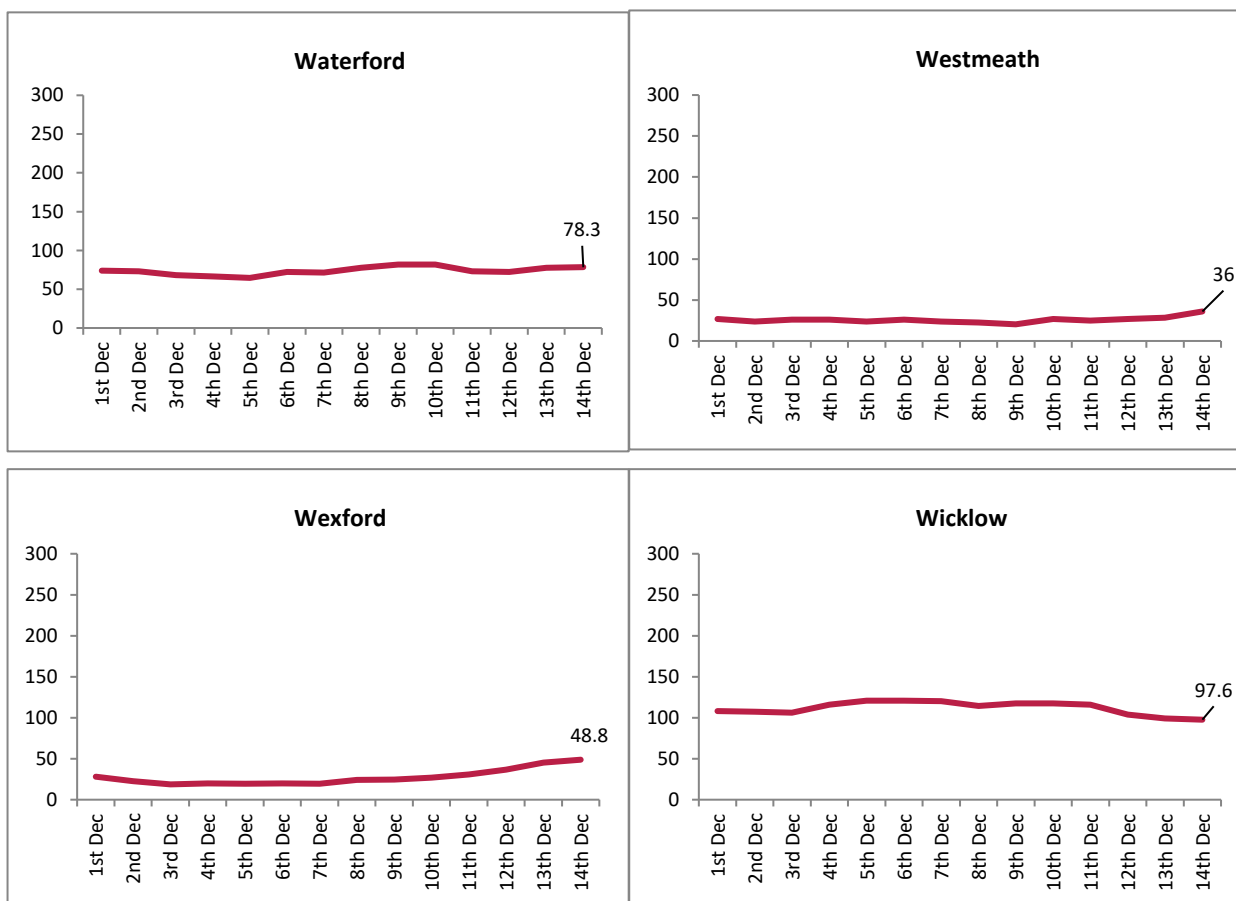 Waterford
300
250
200
150
100
50
0
78.3
1st Dec
2nd Dec
3rd Dec
4th Dec
5th Dec
6th Dec
7th Dec
8th Dec
9th Dec
10th Dec
11th Dec
12th Dec
13th Dec
14th Dec
Westmeath
300
250
200
150
100
50
0
36
1st Dec
2nd Dec
3rd Dec
4th Dec
5th Dec
6th Dec
7th Dec
8th Dec
9th Dec
10th Dec
11th Dec
12th Dec
13th Dec
14th Dec
Wexford
300
250
200
150
100
50
0
48.8
1st Dec
2nd Dec
3rd Dec
4th Dec
5th Dec
6th Dec
7th Dec
8th Dec
9th Dec
10th Dec
11th Dec
12th Dec
13th Dec
14th Dec
Wicklow
300
250
200
150
100
50
0
97.6
1st Dec
2nd Dec
3rd Dec
4th Dec
5th Dec
6th Dec
7th Dec
8th Dec
9th Dec
10th Dec
11th Dec
12th Dec
13th Dec
14th Dec